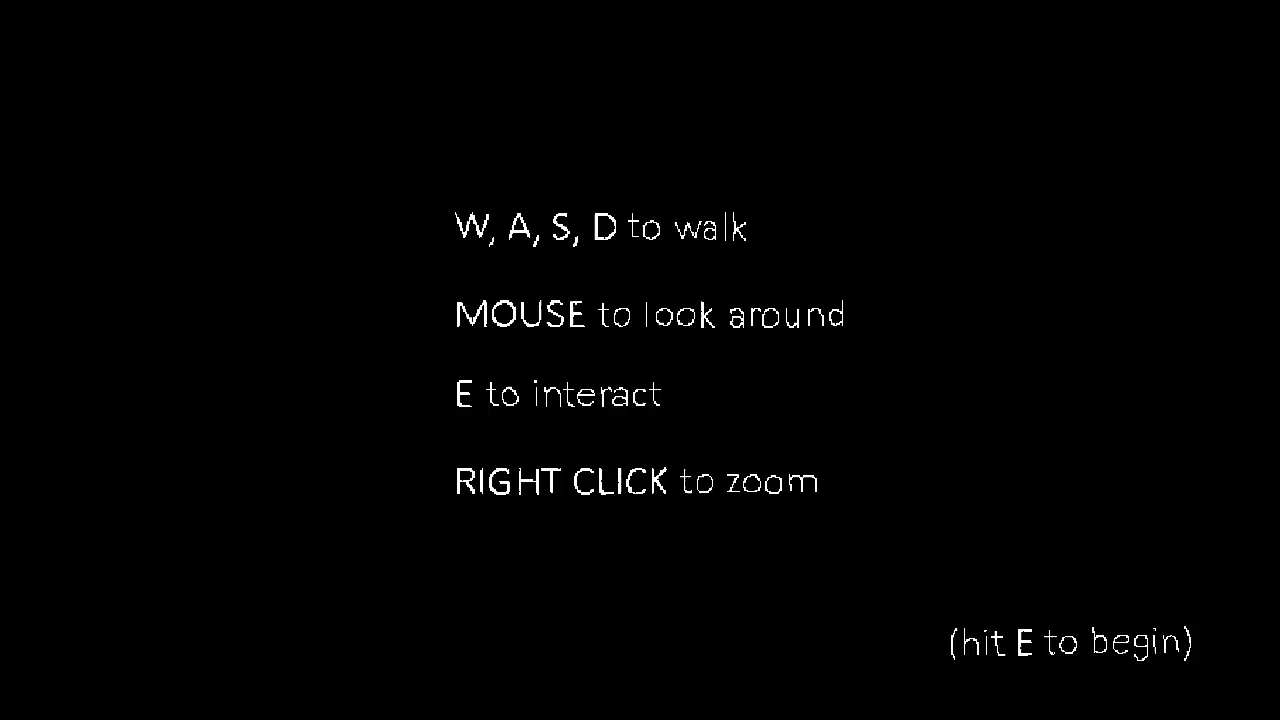 W, A, S, D to walk
MOUSE to look around
E to interact
RIGHT CLICK to zoom
(hit E to begin)